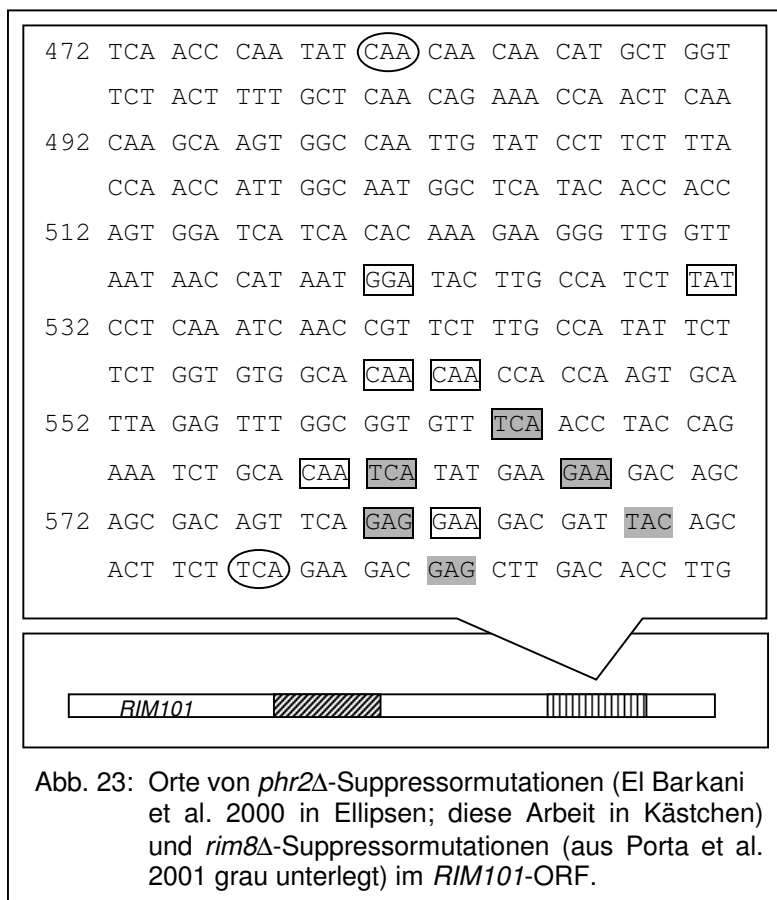 472 TCA ACC CAA TAT CAA CAA CAA CAT GCT GGT
TCT ACT TTT GCT CAA CAG AAA CCA ACT CAA
492 CAA GCA AGT GGC CAA TTG TAT CCT TCT TTA
CCA ACC ATT GGC AAT GGC TCA TAC ACC ACC
512 AGT GGA TCA TCA CAC AAA GAA GGG TTG GTT
AAT AAC CAT AAT GGA TAC TTG CCA TCT TAT
532 CCT CAA ATC AAC CGT TCT TTG CCA TAT TCT
TCT GGT GTG GCA CAA CAA CCA CCA AGT GCA
552 TTA GAG TTT GGC GGT GTT TCA ACC TAC CAG
AAA TCT GCA CAA TCA TAT GAA GAA GAC AGC
572 AGC GAC AGT TCA GAG GAA GAC GAT TAC AGC
ACT TCT TCA GAA GAC GAG CTT GAC ACC TTG
RIM101
Abb. 23: Orte von phr2Δ-Suppressormutationen (El Barkani
et al. 2000 in Ellipsen; diese Arbeit in Kästchen)
und rim8Δ-Suppressormutationen (aus Porta et al.
2001 grau unterlegt) im RIM101-ORF.